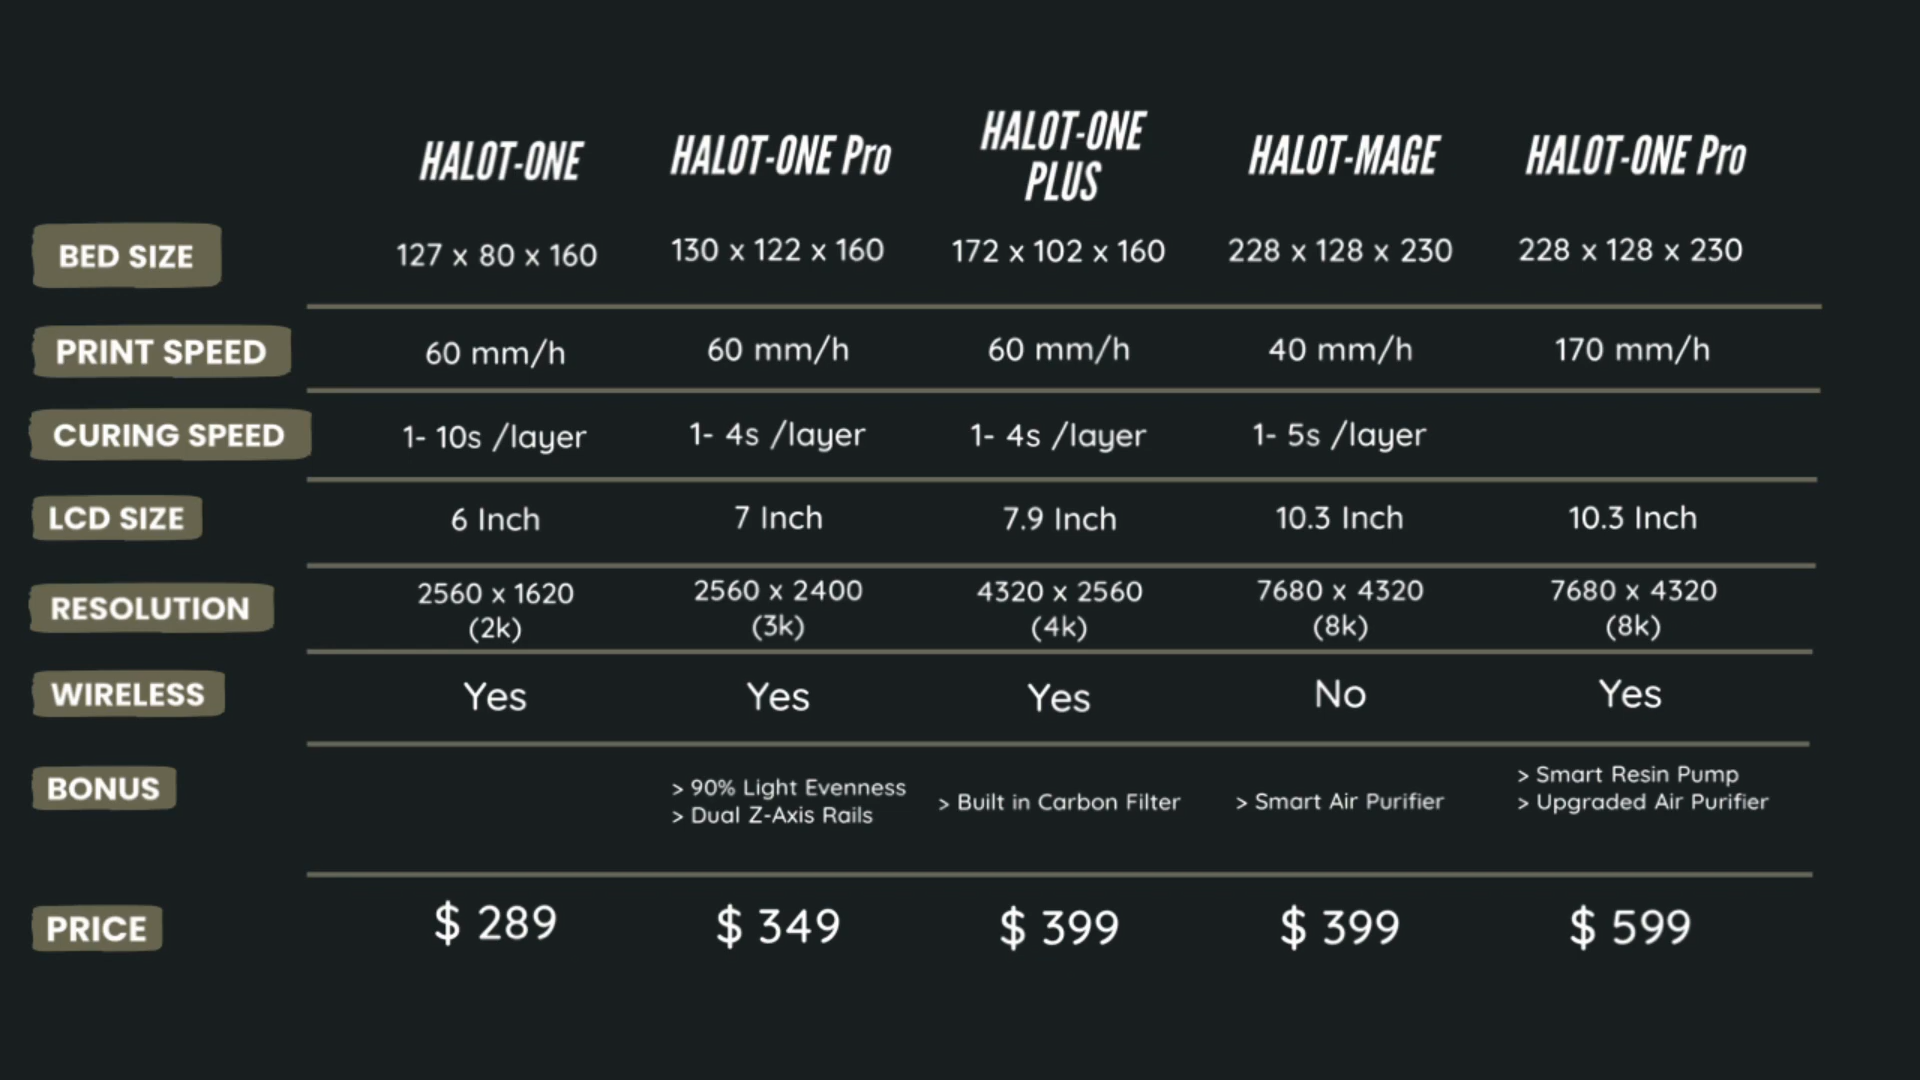 HALOT-ONE HALOT-ONE Pro HALOT-ONE PLUS HALOT-MAGE HALOT-ONE Pro
BED SIZE 127 x 80 x 160 130 x 122 x 160 172 x 102 x 160 228 x 128 x 230 228 x 128 x 230
PRINT SPEED 60 mm/h 60 mm/h 60 mm/h 40 mm/h 170 mm/h
CURING SPEED 1- 10s /layer 1- 4s /layer 1- 4s /layer 1- 5s /layer
LCD SIZE 6 Inch 7 Inch 7.9 Inch 10.3 Inch 10.3 Inch
RESOLUTION 2560 x 1620 2560 x 2400 4320 x 2560 7680 x 4320 7680 x 4320
(2k) (3k) (4k) (8k) (8k)
WIRELESS Yes Yes Yes No Yes
BONUS > 90% Light Evenness > Built in Carbon Filter > Smart Air Purifier > Smart Resin Pump
> Dual Z-Axis Rails > Upgraded Air Purifier
PRICE $ 289 $ 349 $ 399 $ 399 $ 599